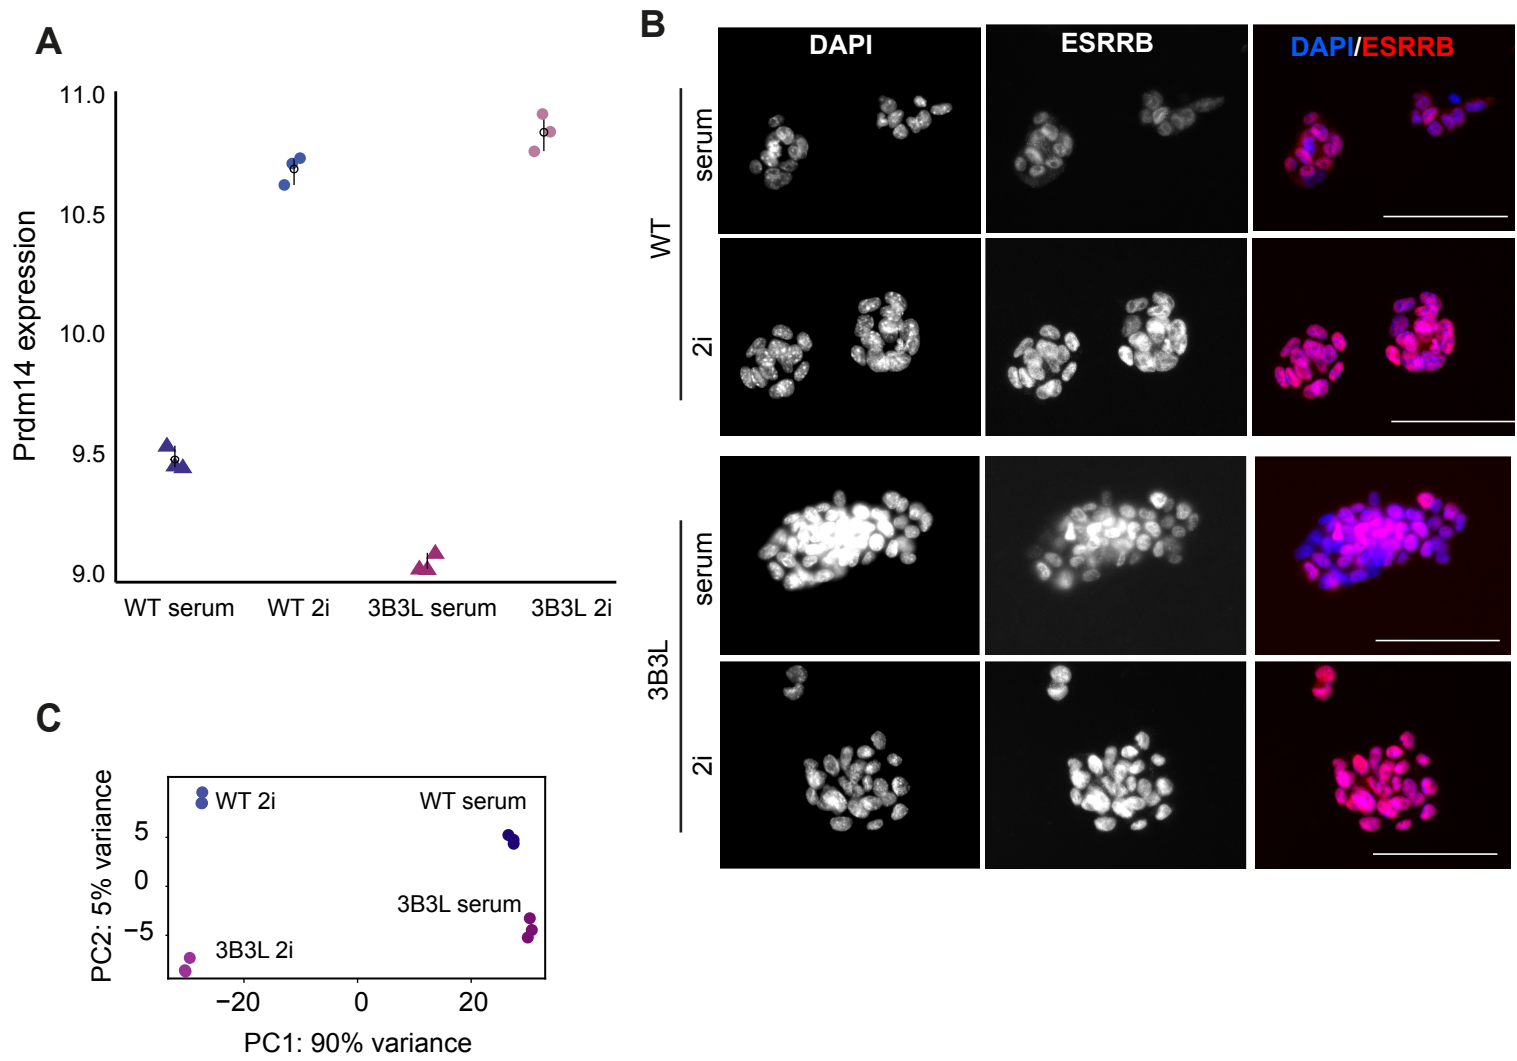 A
Prdm14 expression
11.0
10.5
10.0
9.5
9.0
WT serum
WT 2i
3B3L serum
3B3L 2i
B
DAPI
ESRRB
DAPI/ESRRB
WT
serum
2i
3B3L
serum
2i
C
PC2: 5% variance
5
0
−5
WT 2i
WT serum
3B3L serum
3B3L 2i
−20
0
20
PC1: 90% variance